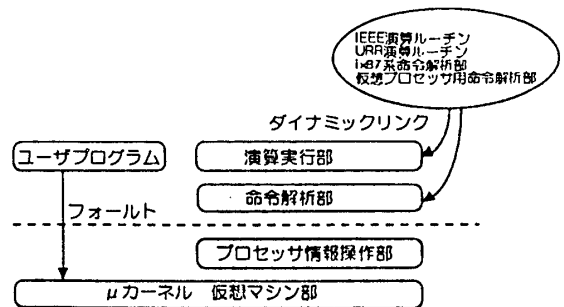 IEEE演算ルーチン
URR演算ルーチン
ix87系命令解析部
仮想プロセッサ用命令解析部
ダイナミックリンク
ユーザプログラム
演算実行部
命令解析部
フォールト
プロセッサ情報操作部
μカーネル 仮想マシン部